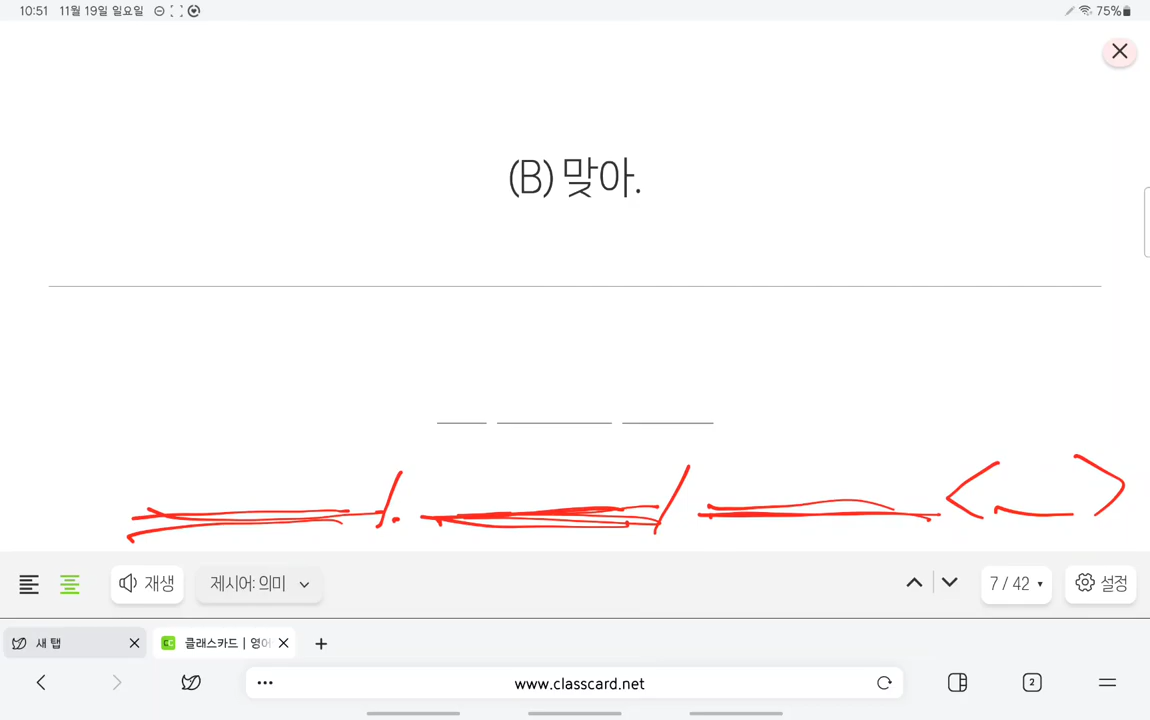 10:51 11월 19일 일요일 75%
(B) 맞아.
재생 제시어: 의미 7 / 42 설정
새 탭 클래스카드 | 영어
www.classcard.net 2